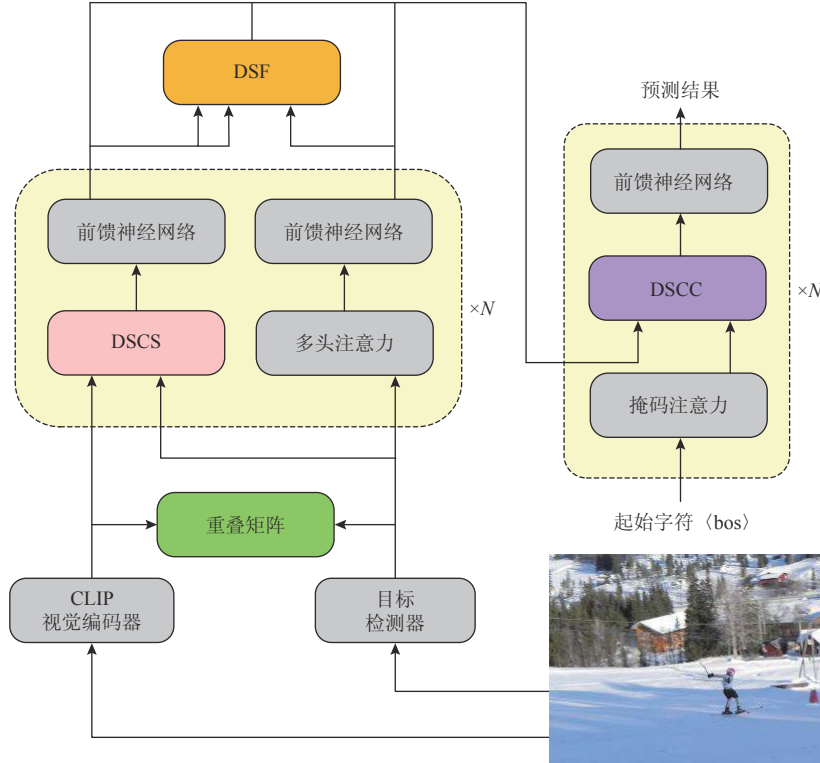 DSF
前馈神经网络
前馈神经网络
×N
DSCS
多头注意力
重叠矩阵
CLIP
视觉编码器
目标
检测器
预测结果
前馈神经网络
DSCC
×N
掩码注意力
起始字符〈bos〉